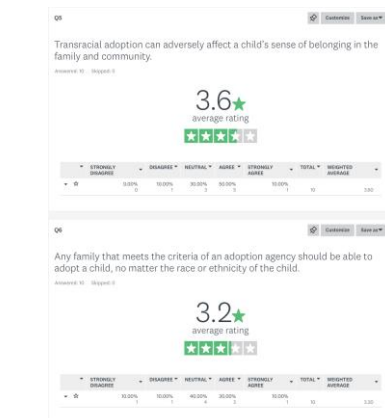 Q5
Customize Save as
Transracial adoption can adversely affect a child's sense of belonging in the
family and community.
Answered: 10 Skipped: 0
3.6
average rating
STRONGLY DISAGREE DISAGREE NEUTRAL AGREE STRONGLY AGREE TOTAL WEIGHTED AVERAGE
0.00% 10.00% 30.00% 50.00% 10.00%
0 1 3 5 1 10 3.60
Q6
Customize Save as
Any family that meets the criteria of an adoption agency should be able to
adopt a child, no matter the race or ethnicity of the child.
Answered: 10 Skipped: 0
3.2
average rating
STRONGLY DISAGREE DISAGREE NEUTRAL AGREE STRONGLY AGREE TOTAL WEIGHTED AVERAGE
10.00% 10.00% 40.00% 30.00% 10.00%
1 1 4 3 1 10 3.20